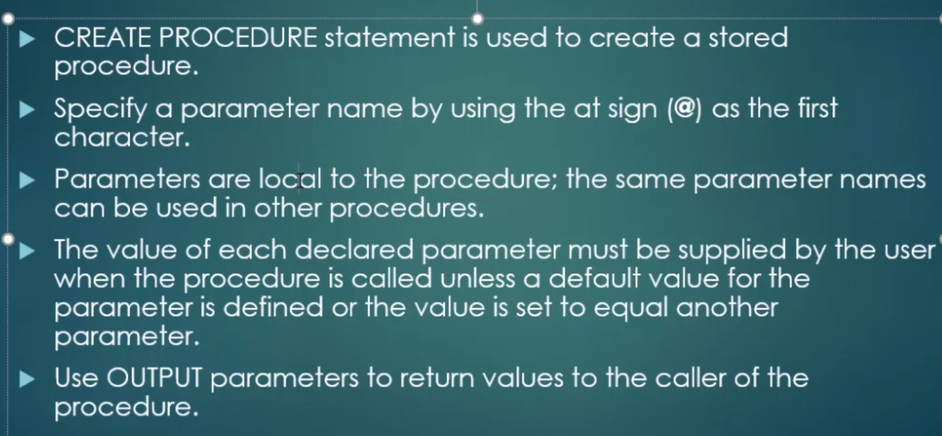 CREATE PROCEDURE statement is used to create a stored
procedure.
Specify a parameter name by using the at sign (@) as the first
character.
Parameters are local to the procedure; the same parameter names
can be used in other procedures.
The value of each declared parameter must be supplied by the user
when the procedure is called unless a default value for the
parameter is defined or the value is set to equal another
parameter.
Use OUTPUT parameters to return values to the caller of the
procedure.